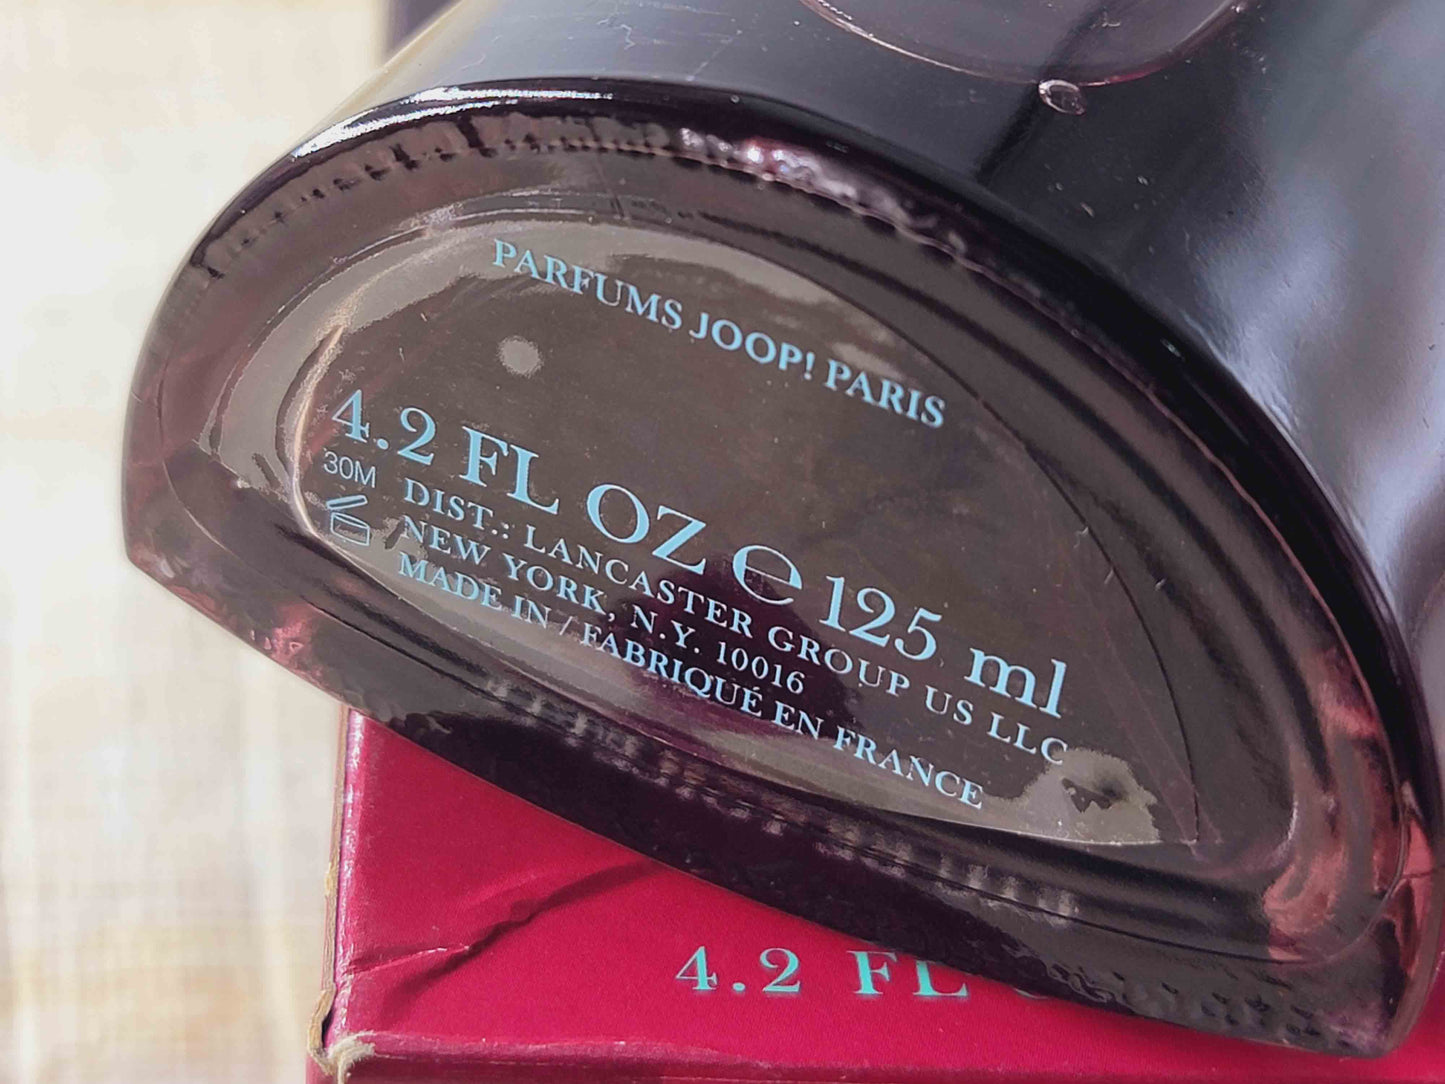 PARFUMS JOOP! PARIS
4.2 FL OZ ℮ 125 ml
30M
DIST.: LANCASTER GROUP US LLC
NEW YORK, N.Y. 10016
MADE IN / FABRIQUÉ EN FRANCE
4.2 FL